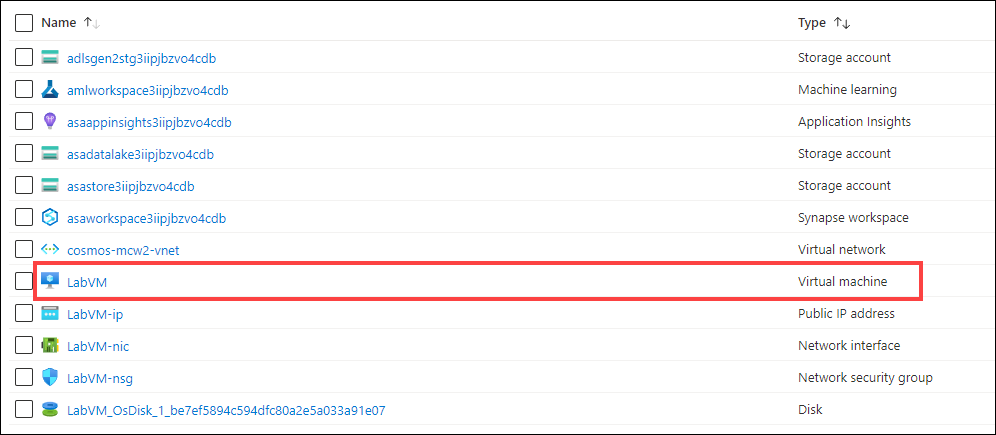 Name ↑↓ Type ↑↓
adlsgen2stg3iipjbzvo4cdb Storage account
amlworkspace3iipjbzvo4cdb Machine learning
asaappinsights3iipjbzvo4cdb Application Insights
asadatalake3iipjbzvo4cdb Storage account
asastore3iipjbzvo4cdb Storage account
asaworkspace3iipjbzvo4cdb Synapse workspace
cosmos-mcw2-vnet Virtual network
LabVM Virtual machine
LabVM-ip Public IP address
LabVM-nic Network interface
LabVM-nsg Network security group
LabVM_OsDisk_1_be7ef5894c594dfc80a2e5a033a91e07 Disk